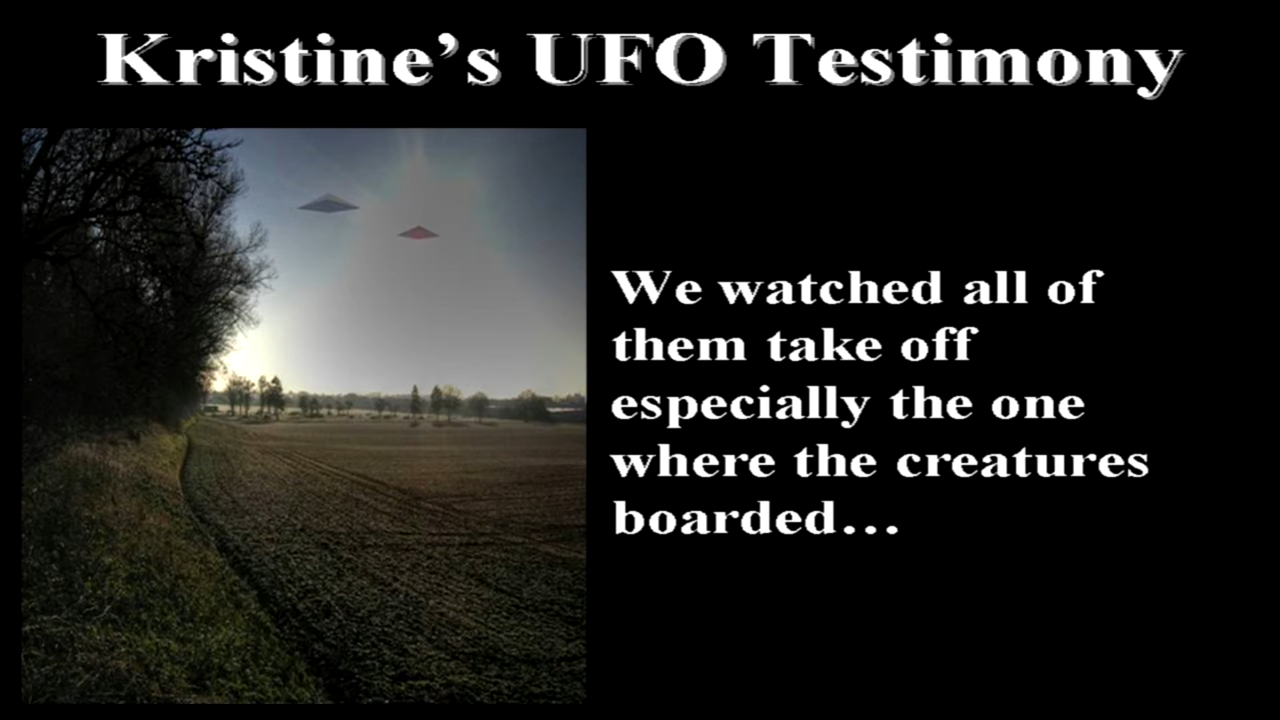 Kristine’s UFO Testimony
We watched all of
them take off
especially the one
where the creatures
boarded…